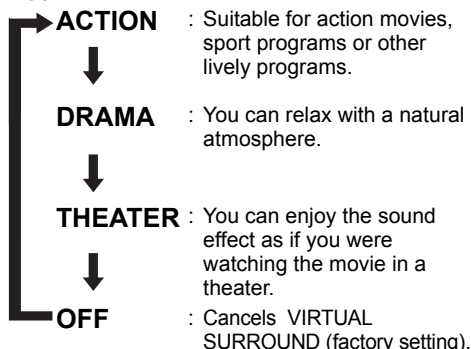 ACTION : Suitable for action movies,
sport programs or other
lively programs.
DRAMA : You can relax with a natural
atmosphere.
THEATER : You can enjoy the sound
effect as if you were
watching the movie in a
theater.
OFF : Cancels VIRTUAL
SURROUND (factory setting).